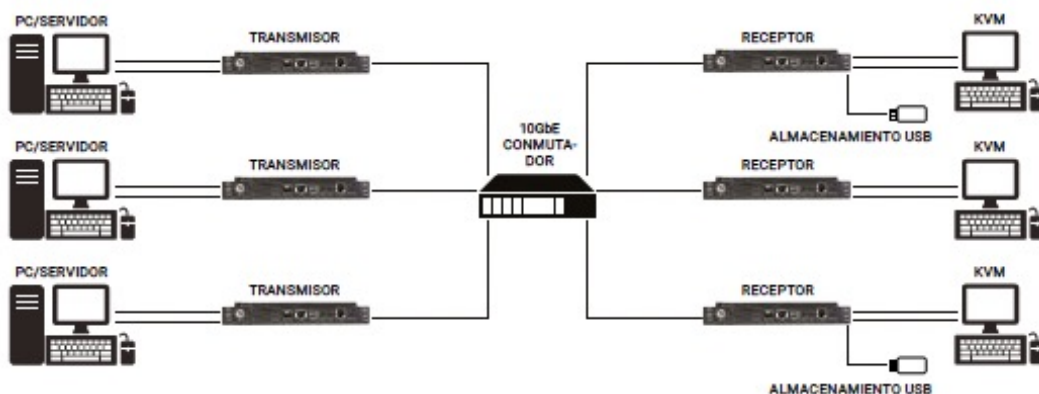 PC/SERVIDOR
TRANSMISOR
RECEPTOR
KVM
10GbE
CONMUTA-
DOR
ALMACENAMIENTO USB
PC/SERVIDOR
TRANSMISOR
RECEPTOR
KVM
PC/SERVIDOR
TRANSMISOR
RECEPTOR
KVM
ALMACENAMIENTO USB